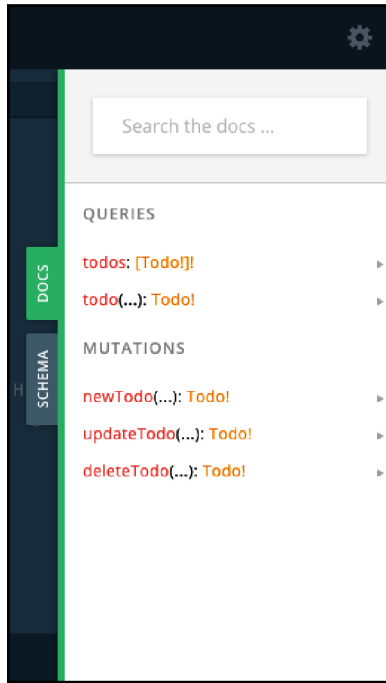 Search the docs ...
QUERIES
todos: [Todo!]!
todo(...): Todo!
MUTATIONS
newTodo(...): Todo!
updateTodo(...): Todo!
deleteTodo(...): Todo!
DOCS
SCHEMA
H